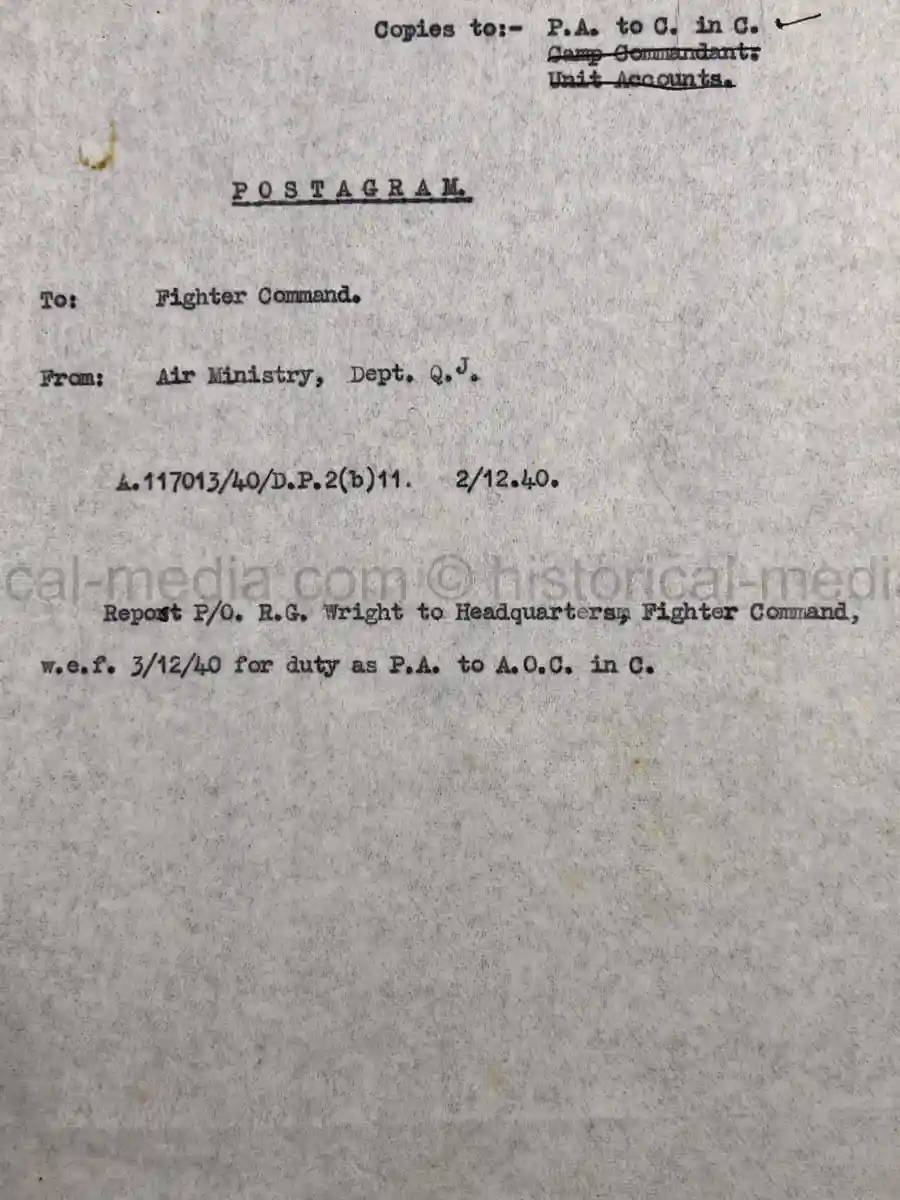 Copies to:- P.A. to C. in C.
Camp Commandant.
Unit Accounts.
POSTAGRAM.
To: Fighter Command.
From: Air Ministry, Dept. Q.J.
A.117013/40/D.P.2(b)11. 2/12.40.
cal-media com © historical-medi
Repost P/O. R.G. Wright to Headquarters, Fighter Command,
w.e.f. 3/12/40 for duty as P.A. to A.O.C. in C.